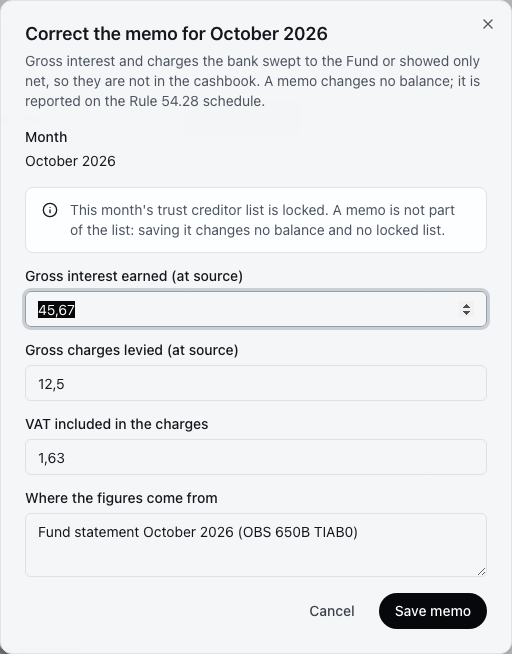 Correct the memo for October 2026
Gross interest and charges the bank swept to the Fund or showed only
net, so they are not in the cashbook. A memo changes no balance; it is
reported on the Rule 54.28 schedule.
Month
October 2026
This month's trust creditor list is locked. A memo is not part
of the list: saving it changes no balance and no locked list.
Gross interest earned (at source)
45,67
Gross charges levied (at source)
12,5
VAT included in the charges
1,63
Where the figures come from
Fund statement October 2026 (OBS 650B TIAB0)
Cancel
Save memo